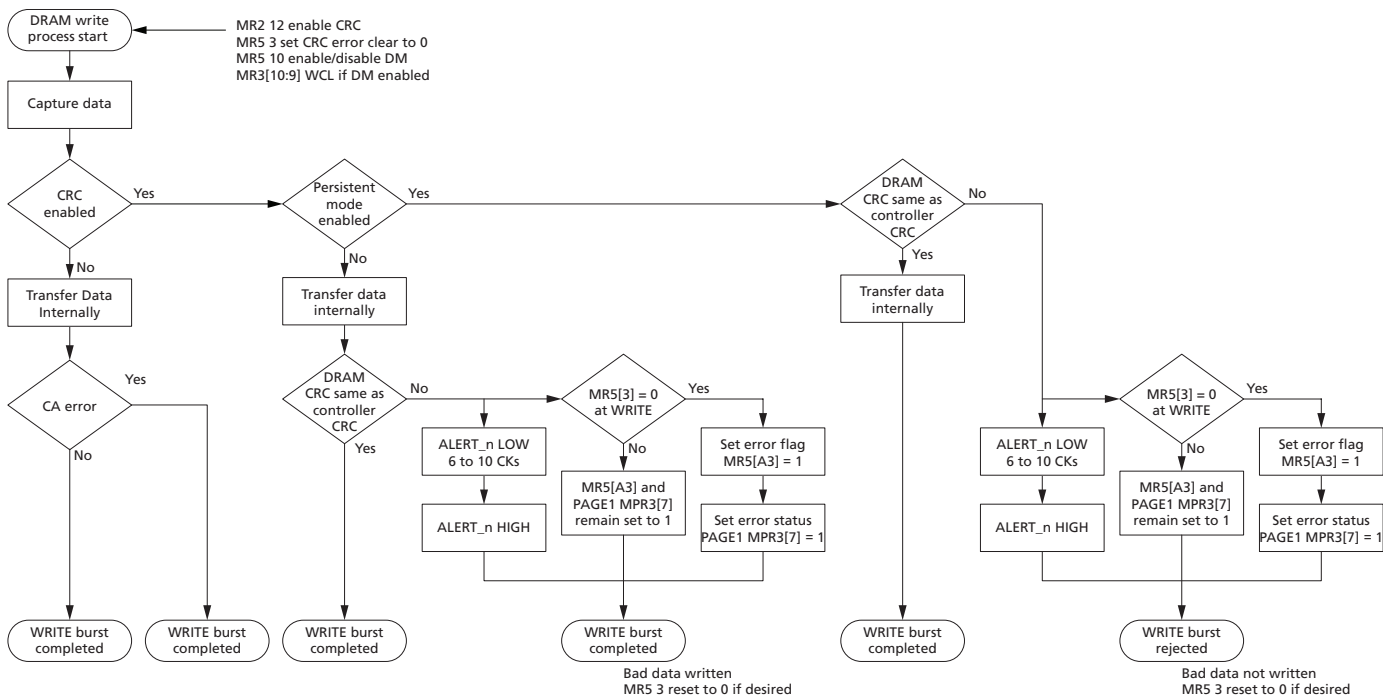 DRAM write
process start
MR2 12 enable CRC
MR5 3 set CRC error clear to 0
MR5 10 enable/disable DM
MR3[10:9] WCL if DM enabled
Capture data
CRC
enabled
Yes
No
Persistent
mode
enabled
Yes
No
DRAM
CRC same as
controller
CRC
No
Yes
Transfer Data
Internally
Transfer data
internally
Transfer data
internally
CA error
Yes
No
DRAM
CRC same as
controller
CRC
No
Yes
MR5[3] = 0
at WRITE
Yes
No
MR5[3] = 0
at WRITE
Yes
No
ALERT_n LOW
6 to 10 CKs
Set error flag
MR5[A3] = 1
ALERT_n LOW
6 to 10 CKs
Set error flag
MR5[A3] = 1
ALERT_n HIGH
MR5[A3] and
PAGE1 MPR3[7]
remain set to 1
Set error status
PAGE1 MPR3[7] = 1
ALERT_n HIGH
MR5[A3] and
PAGE1 MPR3[7]
remain set to 1
Set error status
PAGE1 MPR3[7] = 1
WRITE burst
completed
WRITE burst
completed
WRITE burst
completed
WRITE burst
completed
WRITE burst
completed
WRITE burst
rejected
Bad data written
MR5 3 reset to 0 if desired
Bad data not written
MR5 3 reset to 0 if desired